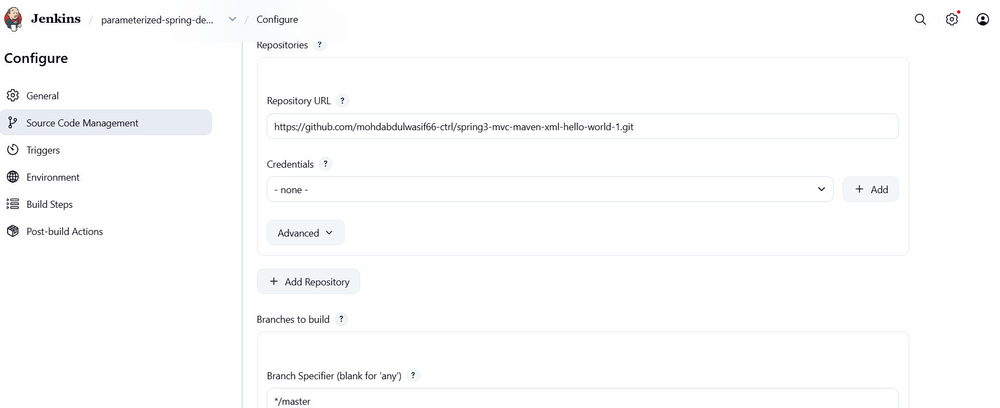 Jenkins / parameterized-spring-de... / Configure
Configure
General
Source Code Management
Triggers
Environment
Build Steps
Post-build Actions
Repositories ?
Repository URL ?
https://github.com/mohdabdulwasif66-ctrl/spring3-mvc-maven-xml-hello-world-1.git
Credentials ?
- none -
+ Add
Advanced
+ Add Repository
Branches to build ?
Branch Specifier (blank for 'any') ?
*/master